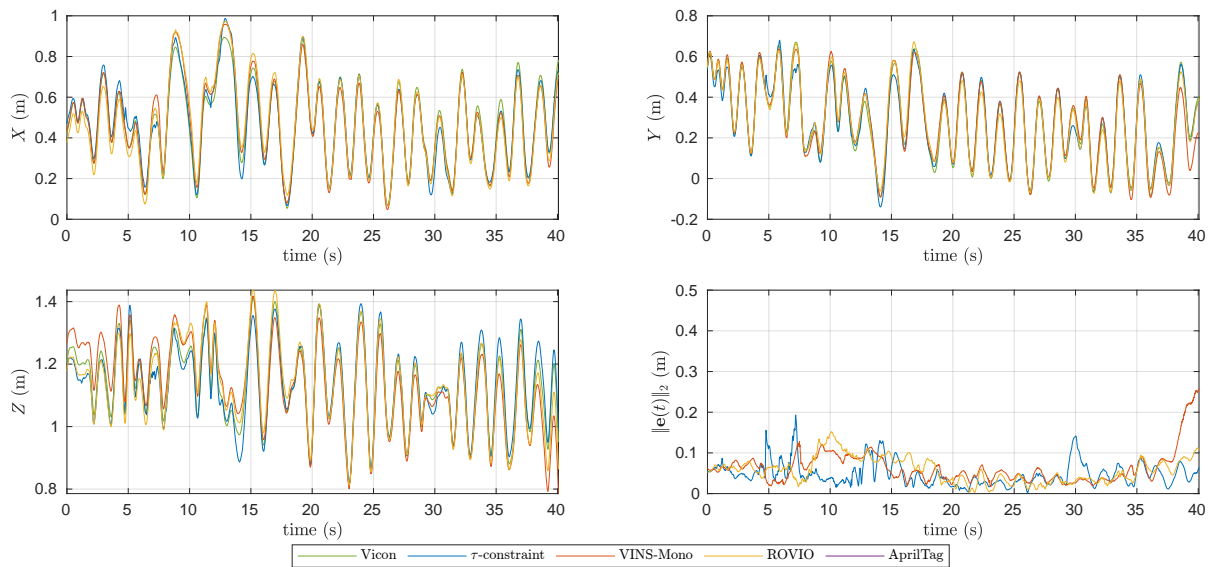 1
0.8
0.6
0.4
0.2
0
X (m)
0 5 10 15 20 25 30 35 40
time (s)
0.8
0.6
0.4
0.2
0
-0.2
Y (m)
0 5 10 15 20 25 30 35 40
time (s)
1.4
1.2
1
0.8
Z (m)
0 5 10 15 20 25 30 35 40
time (s)
0.5
0.4
0.3
0.2
0.1
0
‖e(t)‖₂ (m)
0 5 10 15 20 25 30 35 40
time (s)
Vicon τ-constraint VINS-Mono ROVIO AprilTag